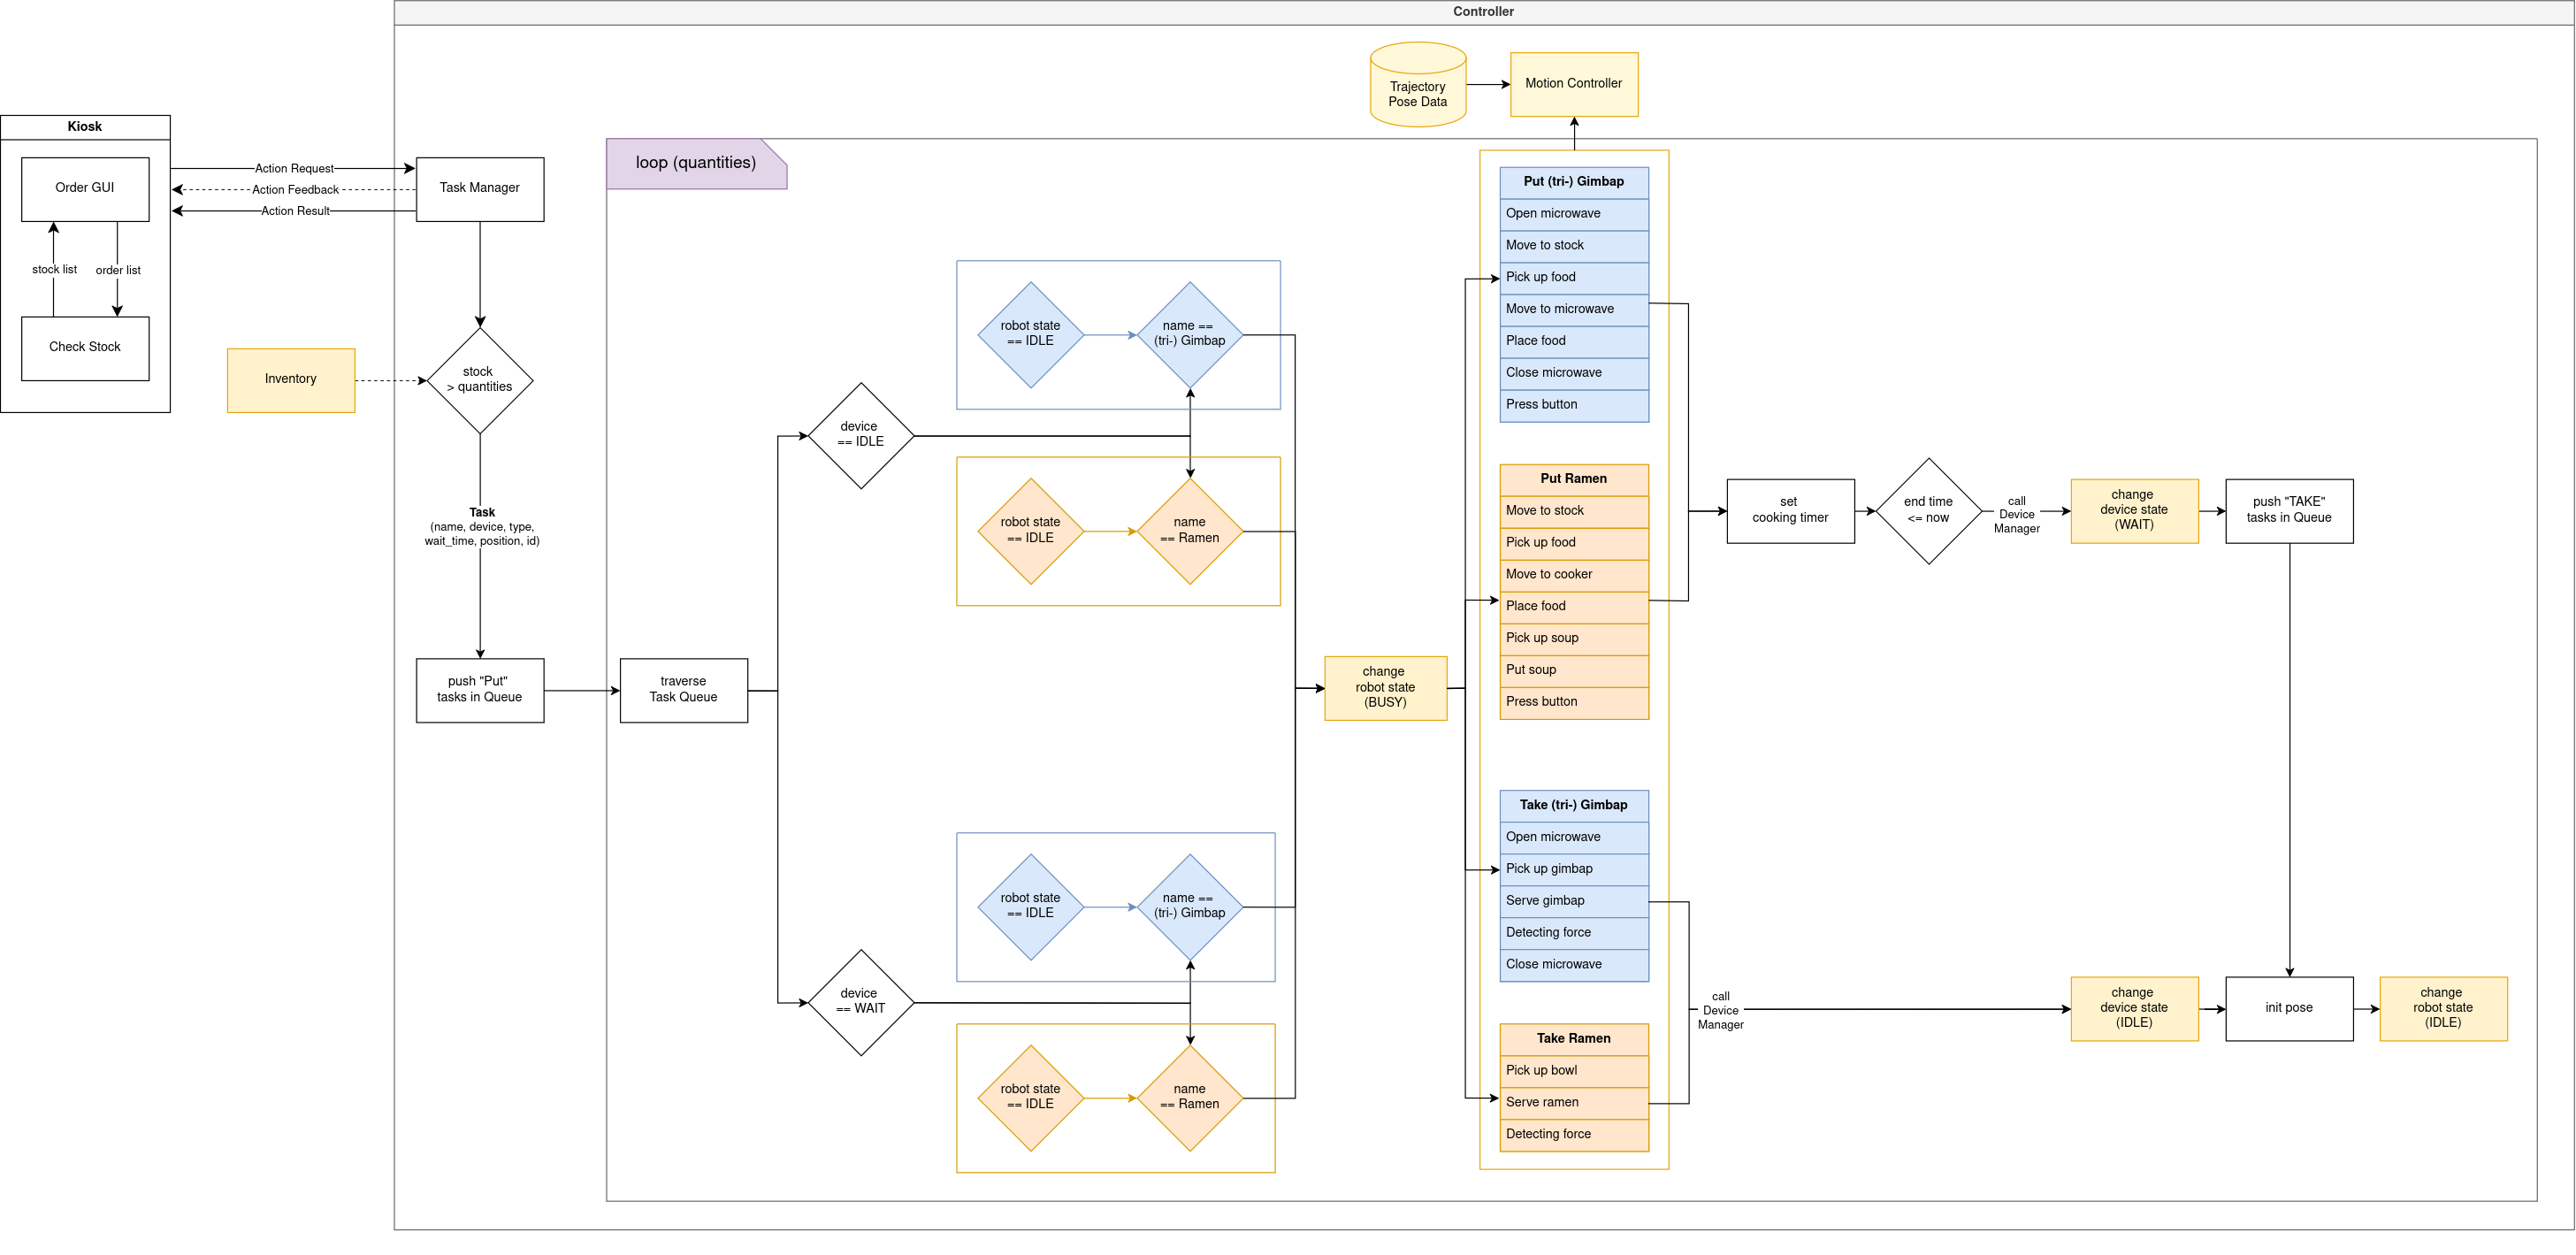 Controller
Trajectory
Pose Data
Motion Controller
Kiosk
Order GUI
stock list
order list
Check Stock
Action Request
Action Feedback
Action Result
Task Manager
Inventory
stock
> quantities
Task
(name, device, type,
wait_time, position, id)
push "Put"
tasks in Queue
loop (quantities)
traverse
Task Queue
device
== IDLE
robot state
== IDLE
name ==
(tri-) Gimbap
robot state
== IDLE
name
== Ramen
device
== WAIT
robot state
== IDLE
name ==
(tri-) Gimbap
robot state
== IDLE
name
== Ramen
change
robot state
(BUSY)
Put (tri-) Gimbap
Open microwave
Move to stock
Pick up food
Move to microwave
Place food
Close microwave
Press button
Put Ramen
Move to stock
Pick up food
Move to cooker
Place food
Pick up soup
Put soup
Press button
Take (tri-) Gimbap
Open microwave
Pick up gimbap
Serve gimbap
Detecting force
Close microwave
Take Ramen
Pick up bowl
Serve ramen
Detecting force
set
cooking timer
end time
<= now
call
Device
Manager
change
device state
(WAIT)
push "TAKE"
tasks in Queue
call
Device
Manager
change
device state
(IDLE)
init pose
change
robot state
(IDLE)